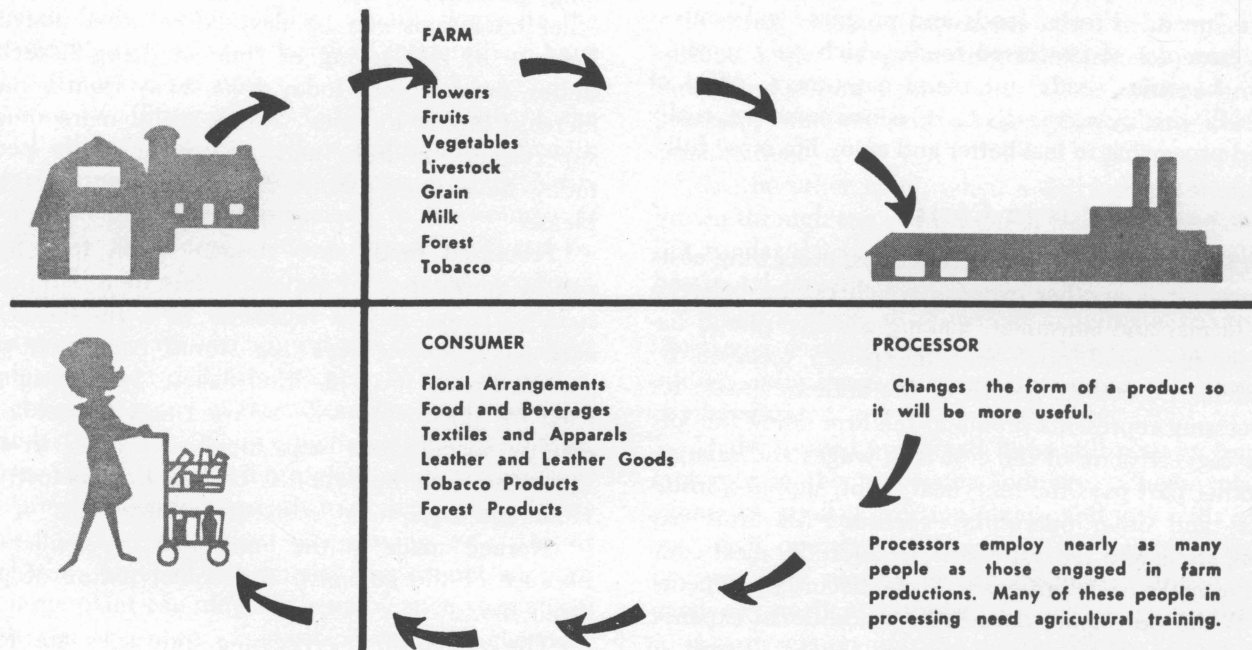 FARM
Flowers
Fruits
Vegetables
Livestock
Grain
Milk
Forest
Tobacco
CONSUMER
Floral Arrangements
Food and Beverages
Textiles and Apparels
Leather and Leather Goods
Tobacco Products
Forest Products
PROCESSOR
Changes the form of a product so
it will be more useful.
Processors employ nearly as many
people as those engaged in farm
productions. Many of these people in
processing need agricultural training.